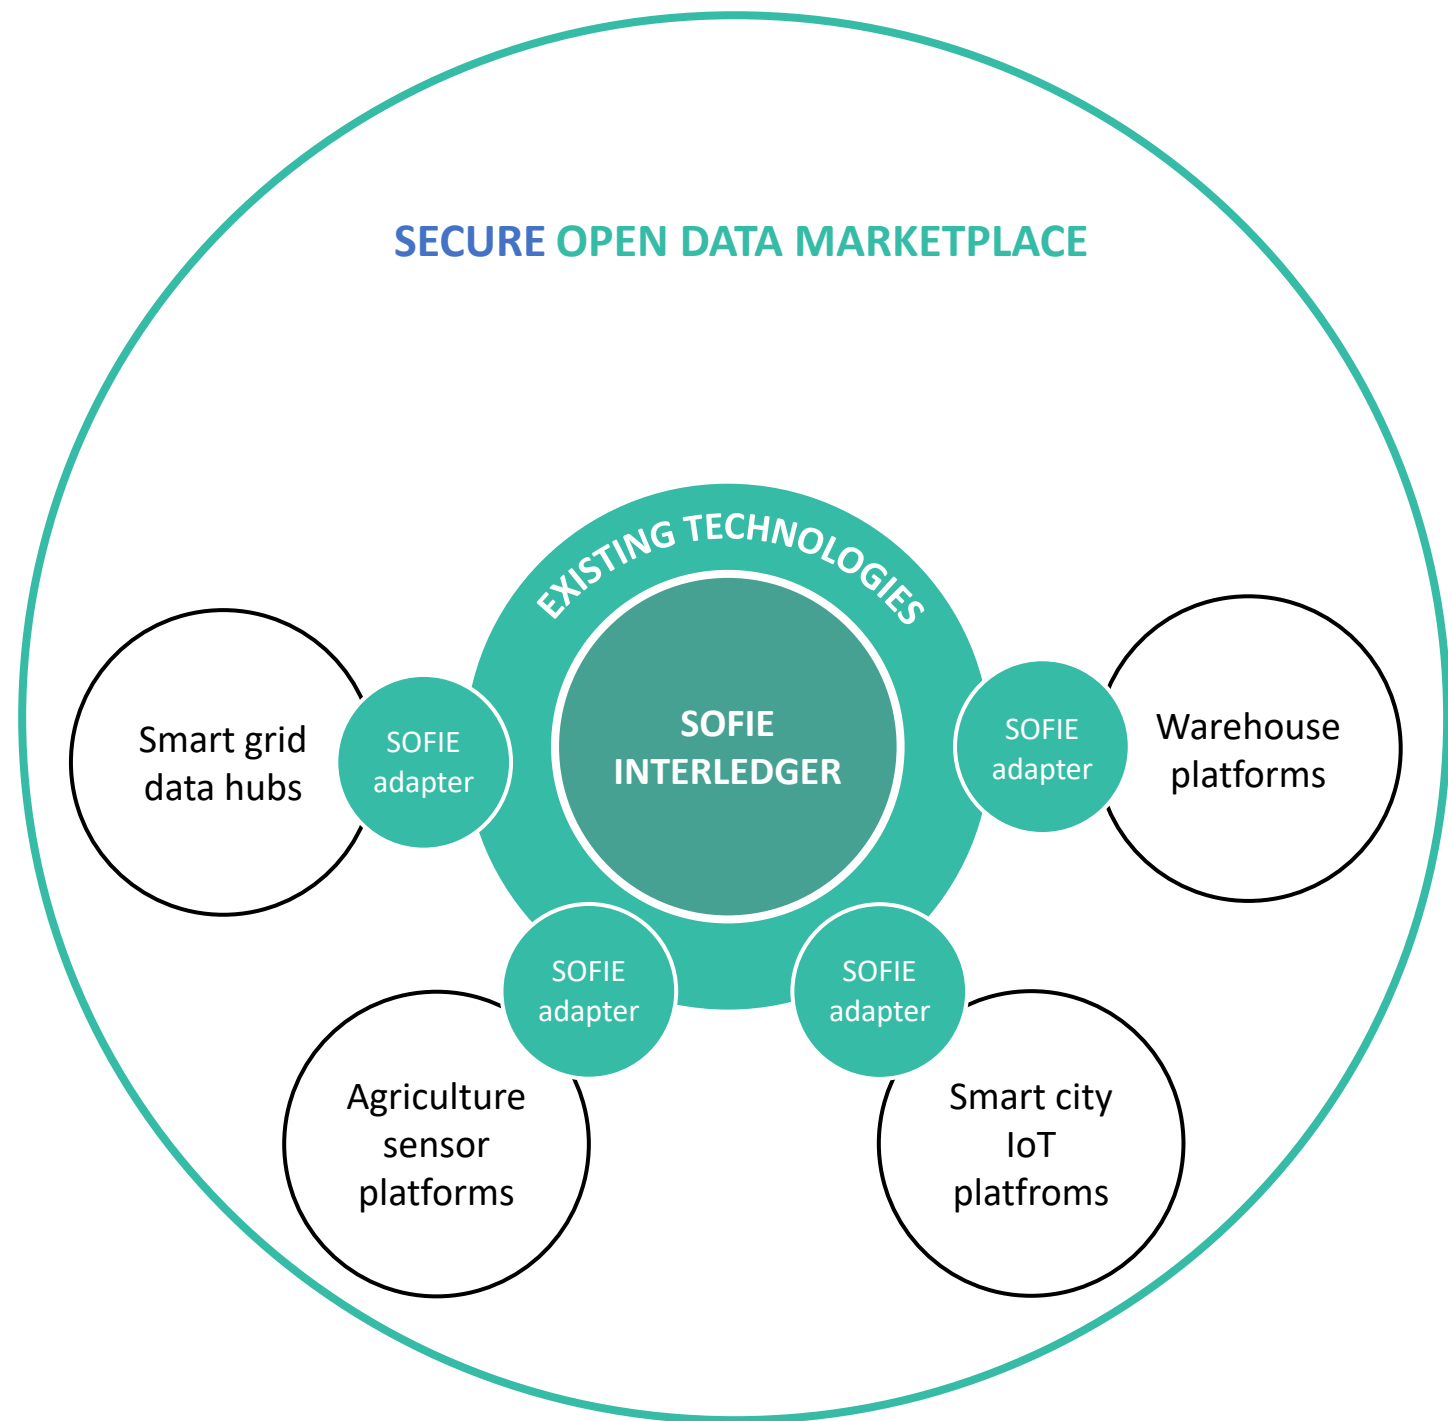 SECURE OPEN DATA MARKETPLACE
EXISTING TECHNOLOGIES
SOFIE
INTERLEDGER
Smart grid
data hubs
SOFIE
adapter
SOFIE
adapter
Warehouse
platforms
SOFIE
adapter
SOFIE
adapter
Agriculture
sensor
platforms
Smart city
IoT
platfroms